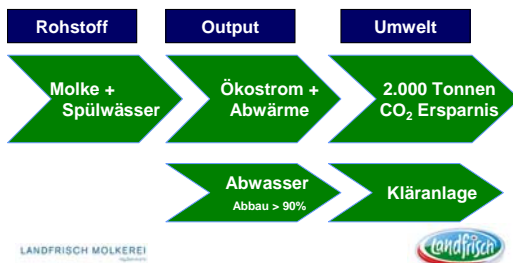 Rohstoff Output Umwelt
Molke +
Spülwässer
Ökostrom +
Abwärme
2.000 Tonnen
CO₂ Ersparnis
Abwasser
Abbau > 90%
Kläranlage
LANDFRISCH MOLKEREI
Landfrisch